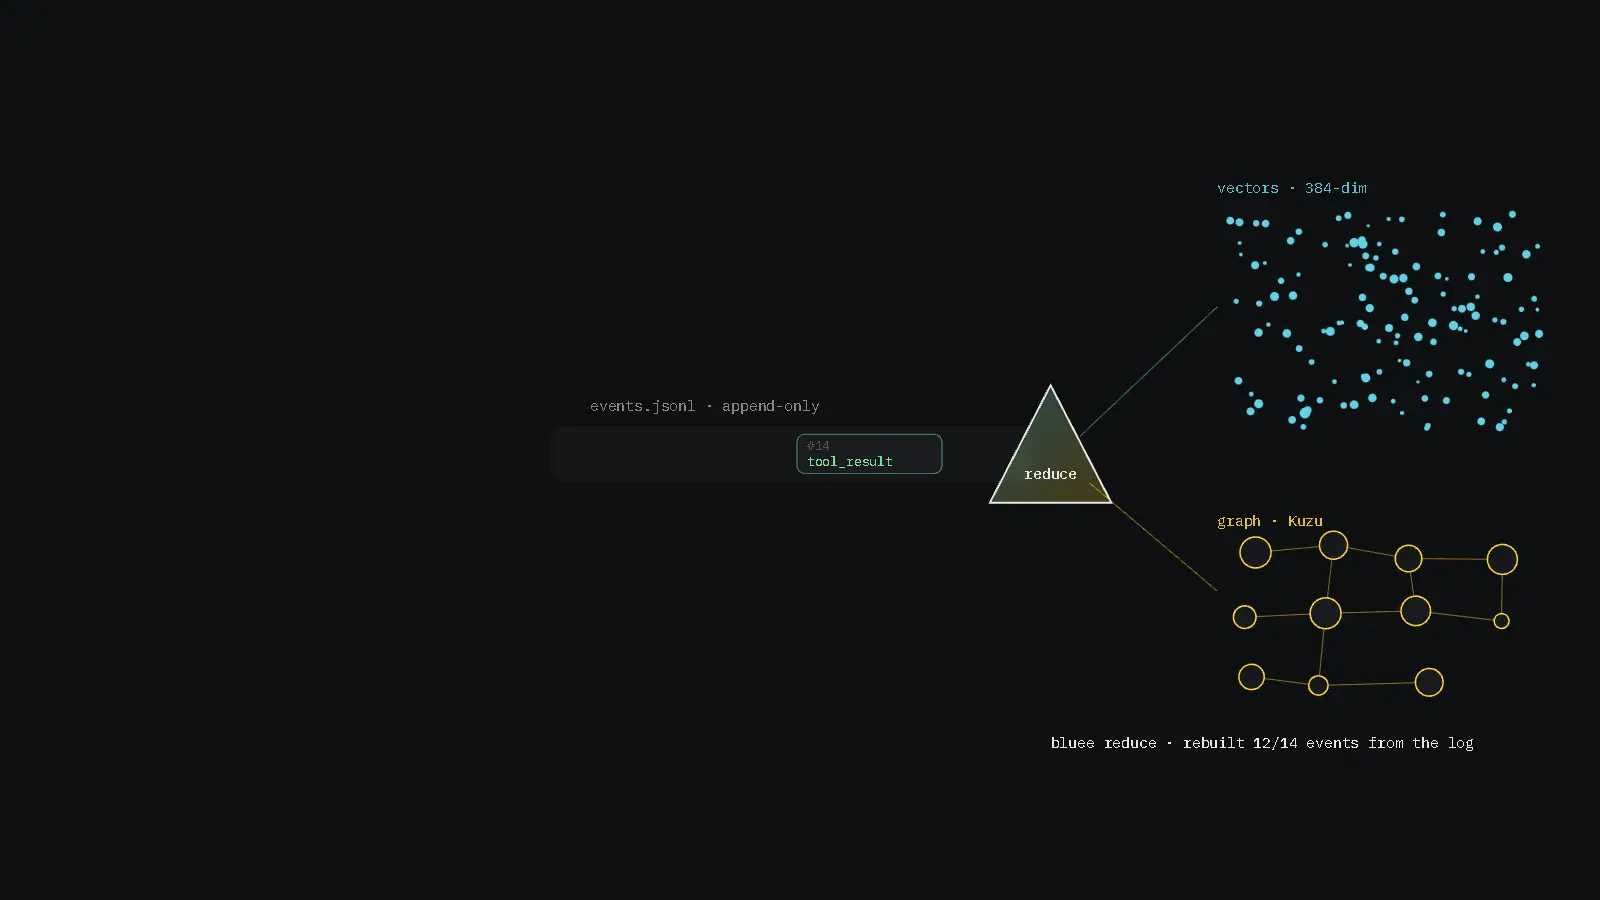 vectors · 384-dim
events.jsonl · append-only
#14
tool_result
reduce
graph · Kuzu
bluee reduce · rebuilt 12/14 events from the log